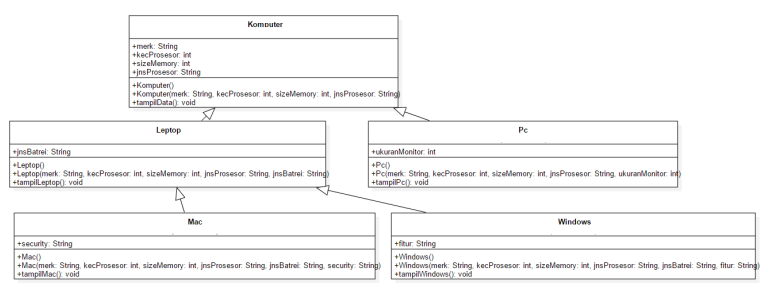 Komputer
+merk: String
+kecProsesor: int
+sizeMemory: int
+jnsProsesor: String
+Komputer()
+Komputer(merk: String, kecProsesor: int, sizeMemory: int, jnsProsesor: String)
+tampilData(): void
Leptop
+jnsBatrei: String
+Leptop()
+Leptop(merk: String, kecProsesor: int, sizeMemory: int, jnsProsesor: String, jnsBatrei: String)
+tampilLeptop(): void
Pc
+ukuranMonitor: int
+Pc()
+Pc(merk: String, kecProsesor: int, sizeMemory: int, jnsProsesor: String, ukuranMonitor: int)
+tampilPc(): void
Mac
+security: String
+Mac()
+Mac(merk: String, kecProsesor: int, sizeMemory: int, jnsProsesor: String, jnsBatrei: String, security: String)
+tampilMac(): void
Windows
+fitur: String
+Windows()
+Windows(merk: String, kecProsesor: int, sizeMemory: int, jnsProsesor: String, jnsBatrei: String, fitur: String)
+tampilWindows(): void